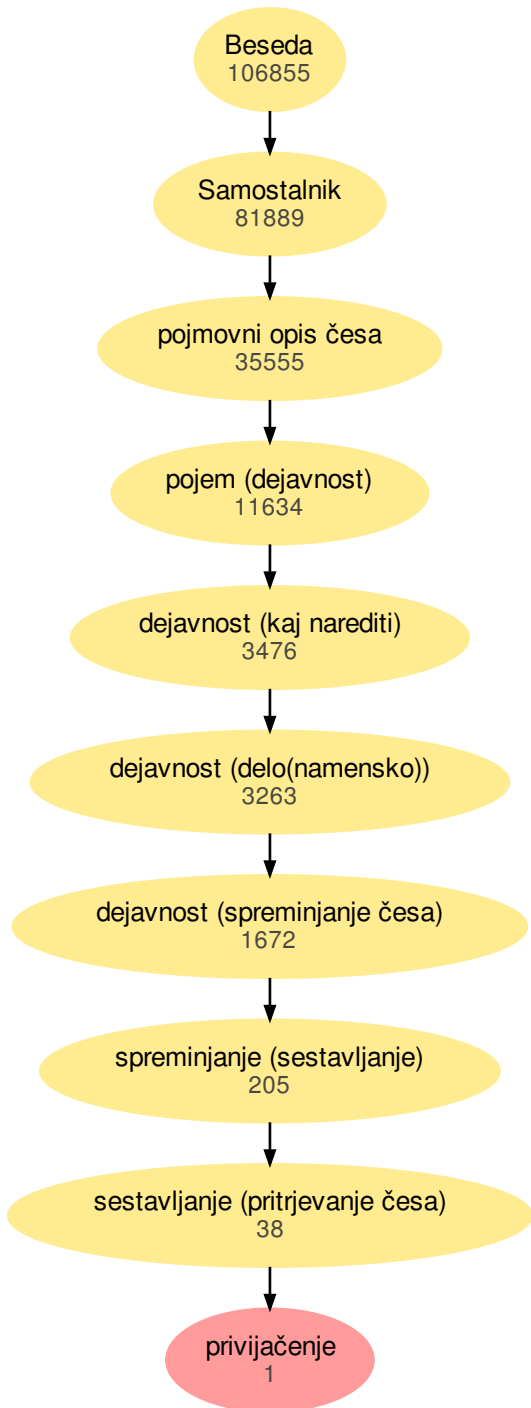 Beseda
106855
Samostalnik
81889
pojmovni opis česa
35555
pojem (dejavnost)
11634
dejavnost (kaj narediti)
3476
dejavnost (delo(namensko))
3263
dejavnost (spreminjanje česa)
1672
spreminjanje (sestavljanje)
205
sestavljanje (pritrjevanje česa)
38
privijačenje
1